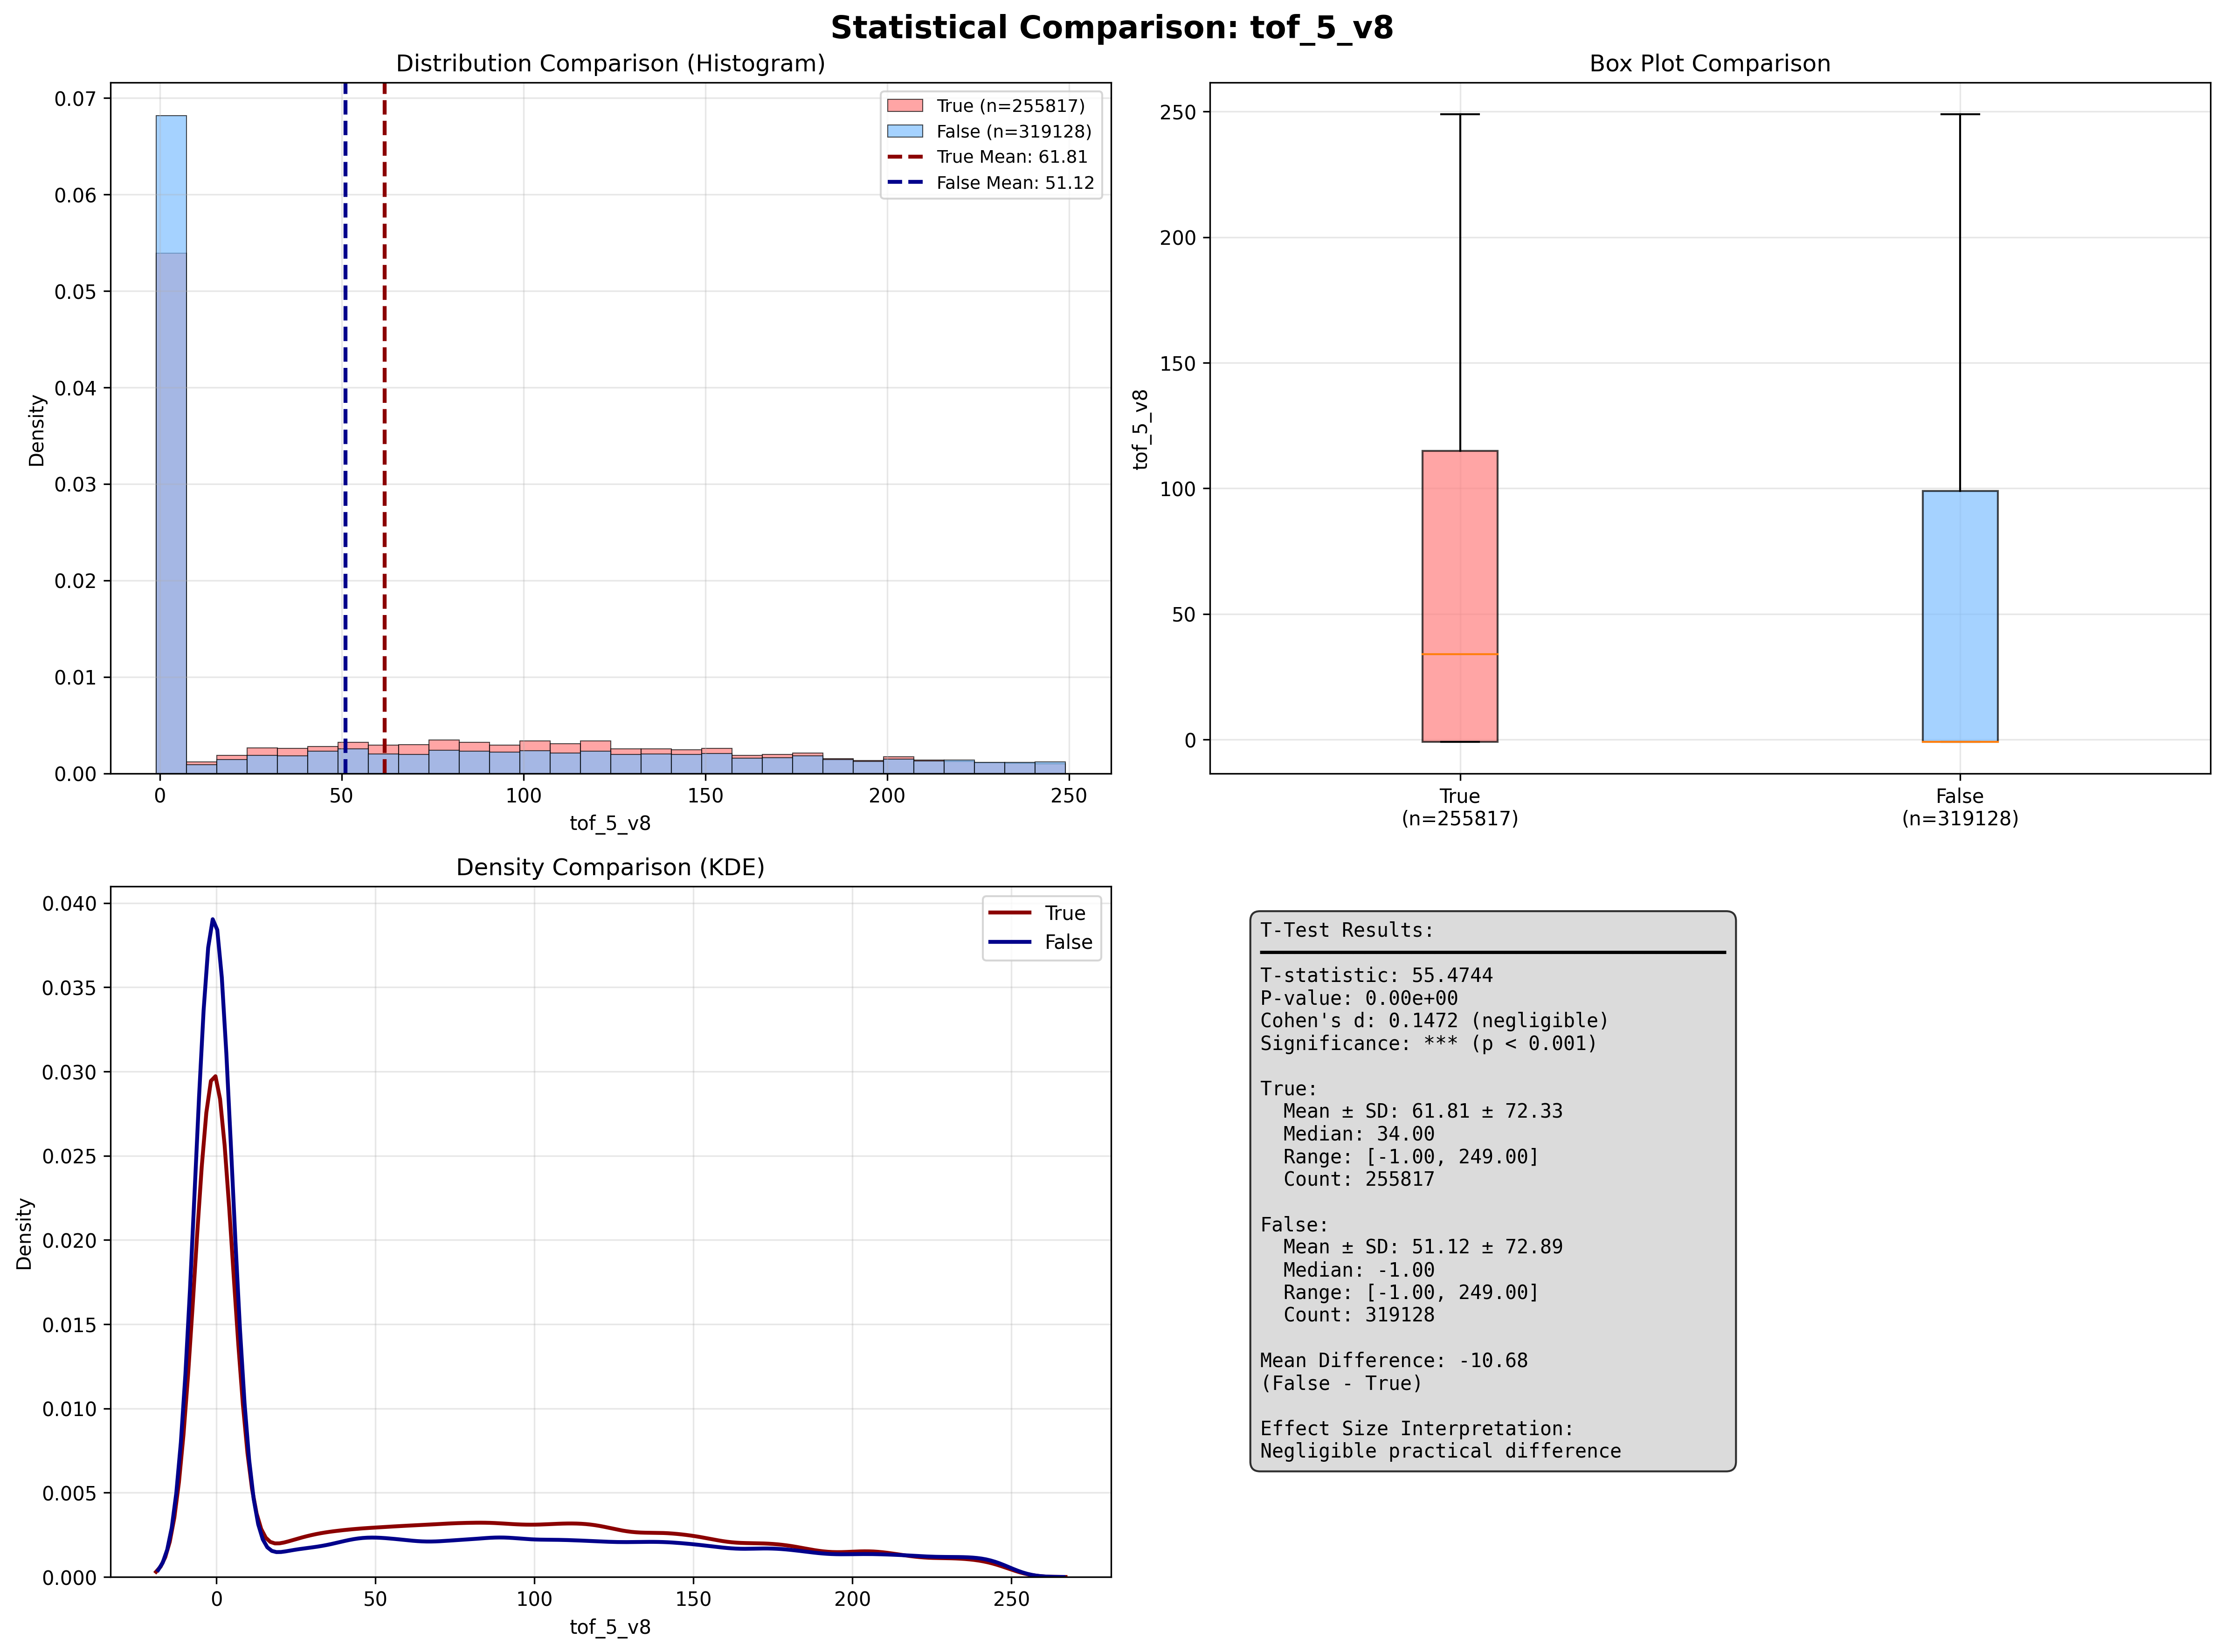 Statistical Comparison: tof_5_v8
Distribution Comparison (Histogram)
0.07
0.06
0.05
0.04
0.03
0.02
0.01
0.00
Density
0
50
100
150
200
250
tof_5_v8
True (n=255817)
False (n=319128)
True Mean: 61.81
False Mean: 51.12
Box Plot Comparison
250
200
150
100
50
0
tof_5_v8
True
(n=255817)
False
(n=319128)
Density Comparison (KDE)
0.040
0.035
0.030
0.025
0.020
0.015
0.010
0.005
0.000
Density
0
50
100
150
200
250
tof_5_v8
True
False
T-Test Results:
T-statistic: 55.4744
P-value: 0.00e+00
Cohen's d: 0.1472 (negligible)
Significance: *** (p < 0.001)
True:
Mean ± SD: 61.81 ± 72.33
Median: 34.00
Range: [-1.00, 249.00]
Count: 255817
False:
Mean ± SD: 51.12 ± 72.89
Median: -1.00
Range: [-1.00, 249.00]
Count: 319128
Mean Difference: -10.68
(False - True)
Effect Size Interpretation:
Negligible practical difference